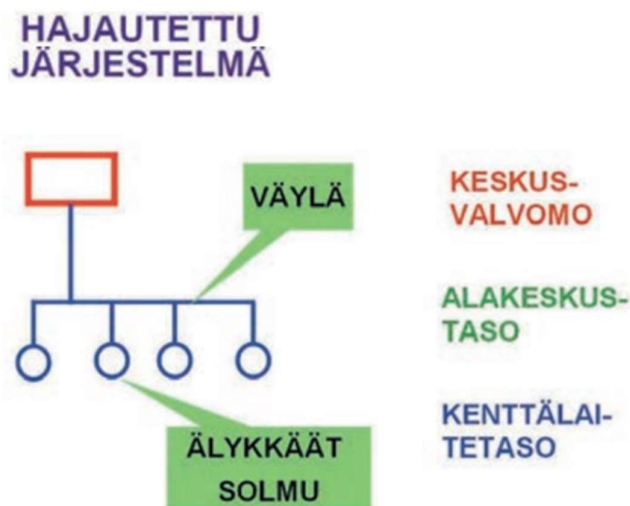 HAJAUTETTU
JÄRJESTELMÄ
VÄYLÄ
KESKUS-
VALVOMO
ALAKESKUS-
TASO
KENTTÄLAI-
TETASO
ÄLYKKÄÄT
SOLMU